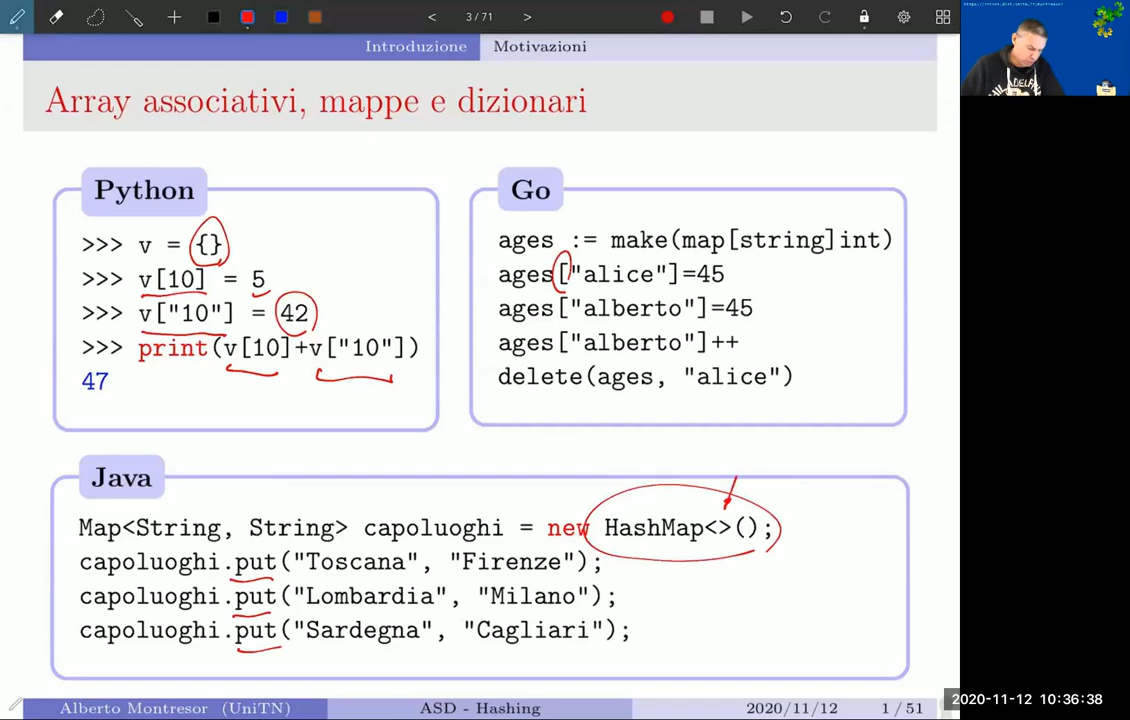 3 / 71
Introduzione Motivazioni
Array associativi, mappe e dizionari
Python
>>> v = {}
>>> v[10] = 5
>>> v["10"] = 42
>>> print(v[10]+v["10"])
47
Go
ages := make(map[string]int)
ages["alice"]=45
ages["alberto"]=45
ages["alberto"]++
delete(ages, "alice")
Java
Map<String, String> capoluoghi = new HashMap<>();
capoluoghi.put("Toscana", "Firenze");
capoluoghi.put("Lombardia", "Milano");
capoluoghi.put("Sardegna", "Cagliari");
Alberto Montresor (UniTN) ASD - Hashing 2020/11/12 1 / 51
2020-11-12 10:36:38